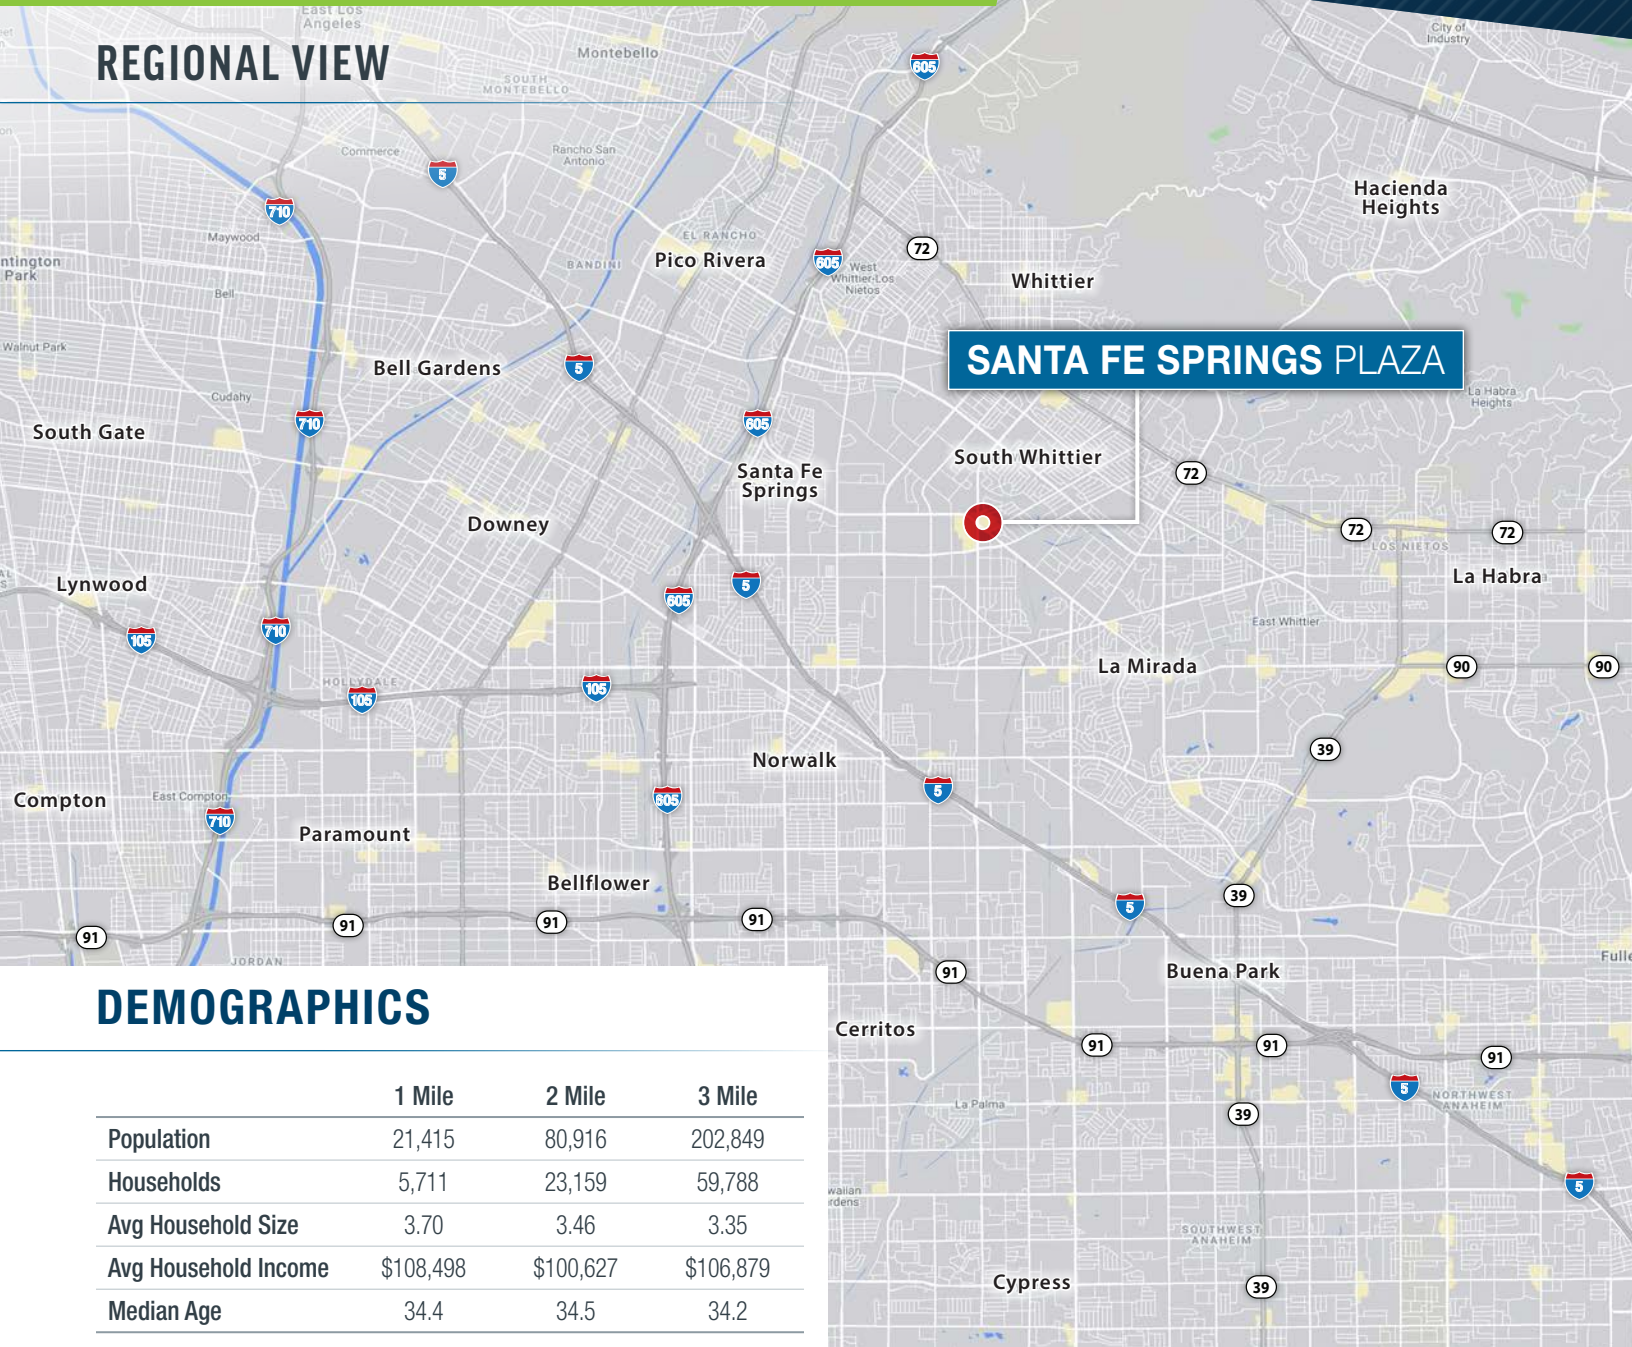 East Los
Angeles
City of
Industry
REGIONAL VIEW
Montebello
605
SOUTH
MONTEBELLO
Commerce
Rancho San
Antonio
5
Hacienda
Heights
710
Maywood
EL RANCHO
72
ntington
Park
BANDINI
Pico Rivera
605
West
Whittier-Los
Nietos
Whittier
Bell
Walnut Park
SANTA FE SPRINGS PLAZA
Bell Gardens
5
Cudahy
La Habra
Heights
710
605
South Gate
South Whittier
Santa Fe
Springs
72
Downey
72
72
LOS NIETOS
Lynwood
5
La Habra
605
East Whittier
105
710
La Mirada
90
90
HOLLYDALE
105
105
39
Norwalk
5
Compton
East Compton
605
710
Paramount
Bellflower
39
5
91
91
91
91
Fulle
JORDAN
91
Buena Park
DEMOGRAPHICS
Cerritos
91
91
91
5
NORTHWEST
ANAHEIM
La Palma
39
1 Mile 2 Mile 3 Mile
Population 21,415 80,916 202,849
Households 5,711 23,159 59,788
Avg Household Size 3.70 3.46 3.35
Avg Household Income $108,498 $100,627 $106,879
Median Age 34.4 34.5 34.2
5
waiian
rdens
SOUTHWEST
ANAHEIM
Cypress
39